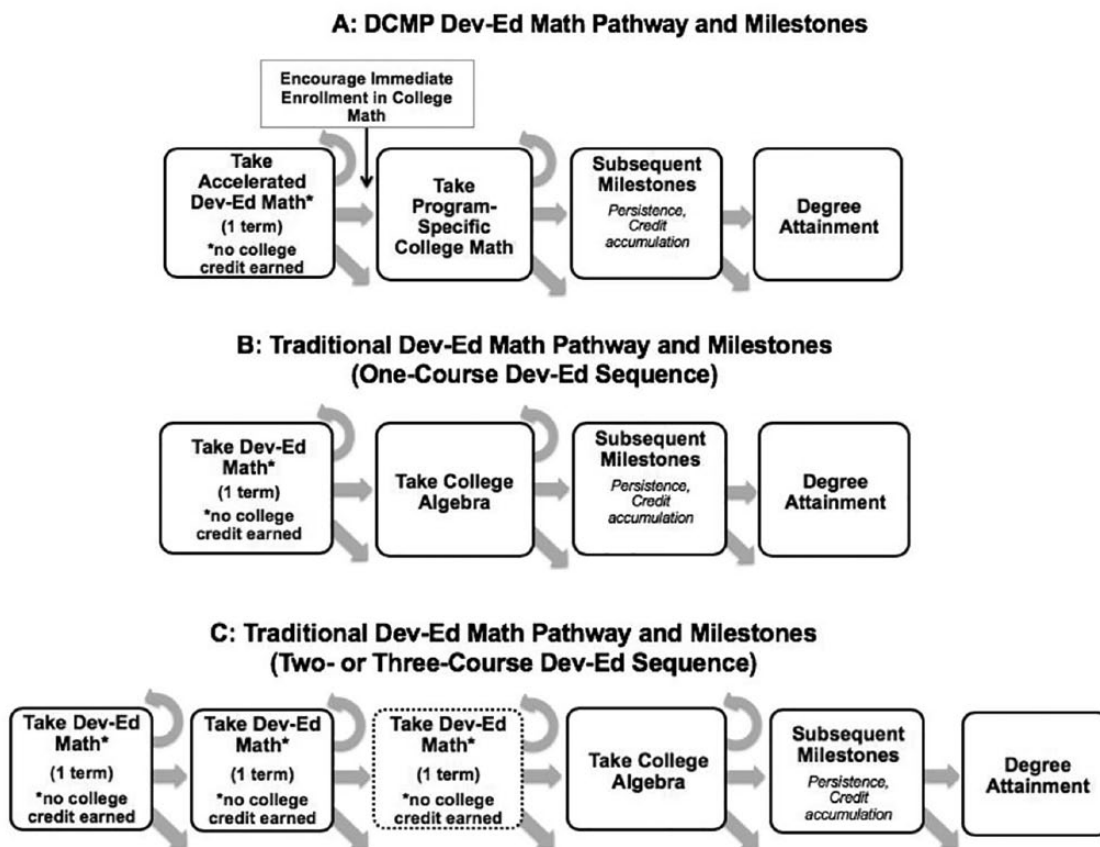 A: DCMP Dev-Ed Math Pathway and Milestones
Encourage Immediate
Enrollment in College
Math
Take
Accelerated
Dev-Ed Math*
(1 term)
*no college
credit earned
Take
Program-
Specific
College Math
Subsequent
Milestones
Persistence,
Credit
accumulation
Degree
Attainment
B: Traditional Dev-Ed Math Pathway and Milestones
(One-Course Dev-Ed Sequence)
Take Dev-Ed
Math*
(1 term)
*no college
credit earned
Take College
Algebra
Subsequent
Milestones
Persistence,
Credit
accumulation
Degree
Attainment
C: Traditional Dev-Ed Math Pathway and Milestones
(Two- or Three-Course Dev-Ed Sequence)
Take Dev-Ed
Math*
(1 term)
*no college
credit earned
Take Dev-Ed
Math*
(1 term)
*no college
credit earned
Take Dev-Ed
Math*
(1 term)
*no college
credit earned
Take College
Algebra
Subsequent
Milestones
Persistence,
Credit
accumulation
Degree
Attainment